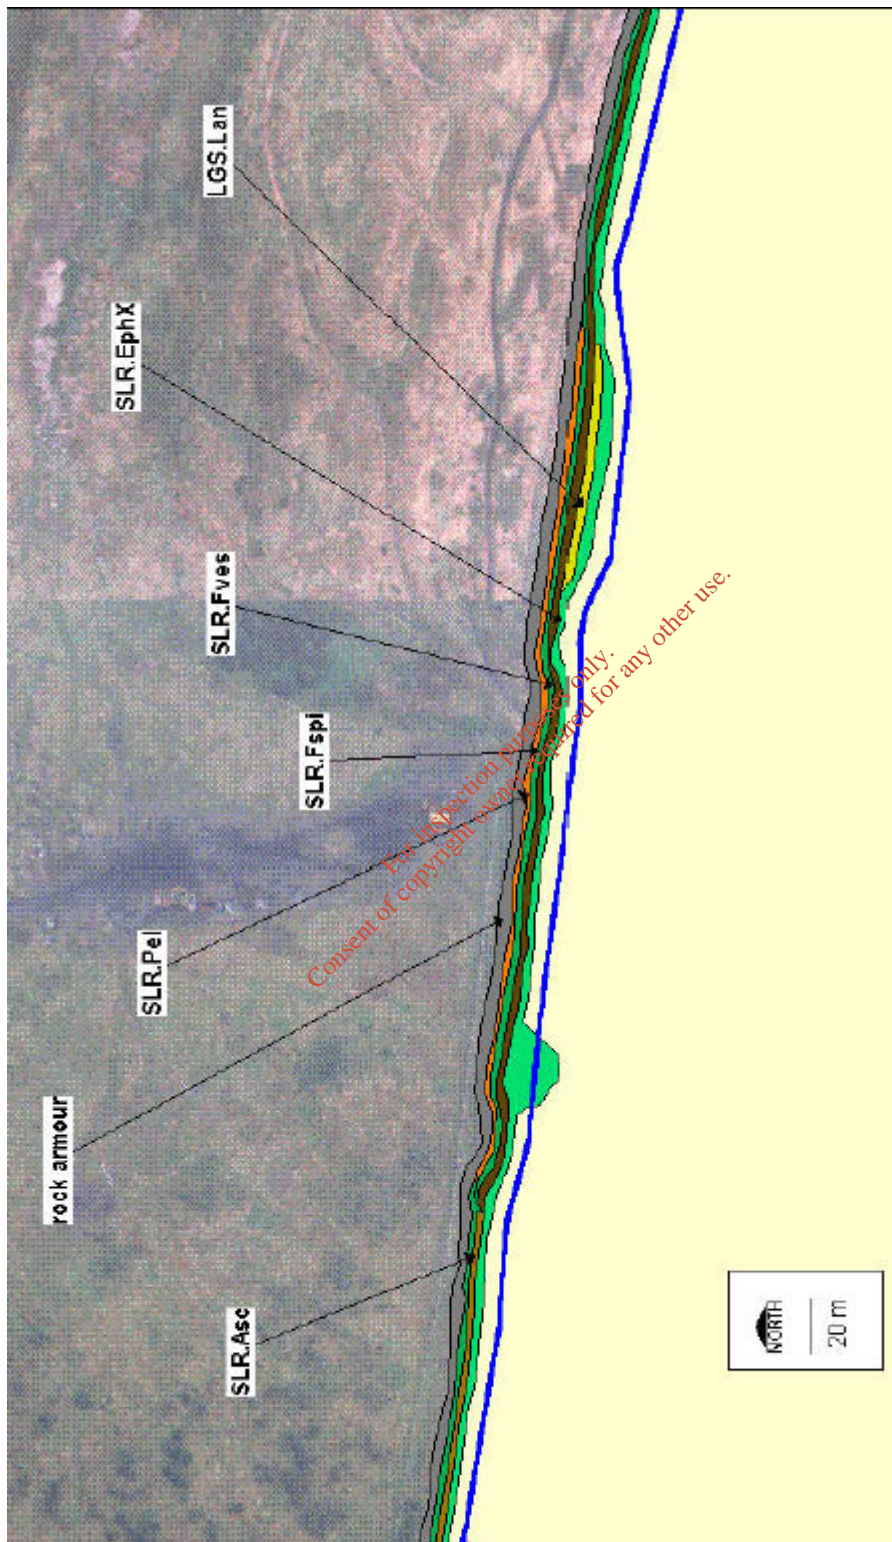 LGS.Lan
SLR.EphX
SLR.Fves
SLR.Fspi
SLR.Pel
rock armour
SLR.Asc
For inspection purposes only.
Consent of copyright owner required for any other use.
NORTH
20 m